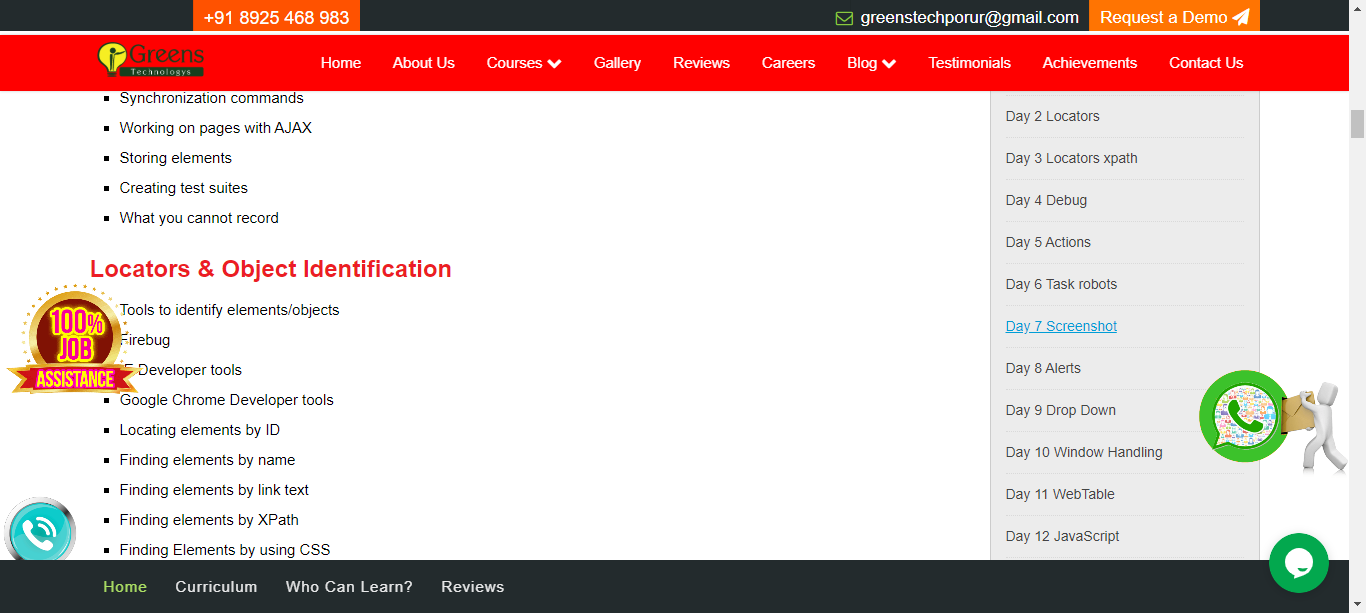 +91 8925 468 983
greenstechporur@gmail.com
Request a Demo
Greens
Technologys
Home
About Us
Courses
Gallery
Reviews
Careers
Blog
Testimonials
Achievements
Contact Us
Synchronization commands
Working on pages with AJAX
Storing elements
Creating test suites
What you cannot record
Locators & Object Identification
Tools to identify elements/objects
Firebug
IE Developer tools
Google Chrome Developer tools
Locating elements by ID
Finding elements by name
Finding elements by link text
Finding elements by XPath
Finding Elements by using CSS
100%
JOB
ASSISTANCE
Day 2 Locators
Day 3 Locators xpath
Day 4 Debug
Day 5 Actions
Day 6 Task robots
Day 7 Screenshot
Day 8 Alerts
Day 9 Drop Down
Day 10 Window Handling
Day 11 WebTable
Day 12 JavaScript
Home
Curriculum
Who Can Learn?
Reviews